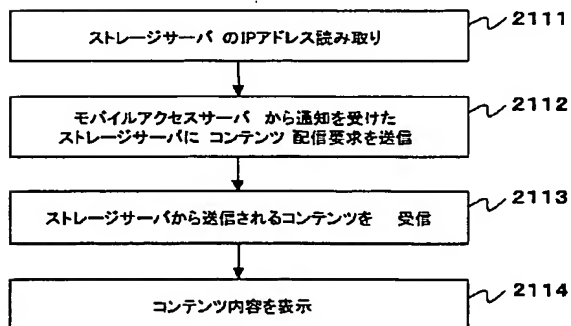 ストレージサーバ のIPアドレス読み取り
2111
モバイルアクセスサーバ から通知を受けた
ストレージサーバに コンテンツ 配信要求を送信
2112
ストレージサーバから送信されるコンテンツを 受信
2113
コンテンツ内容を表示
2114